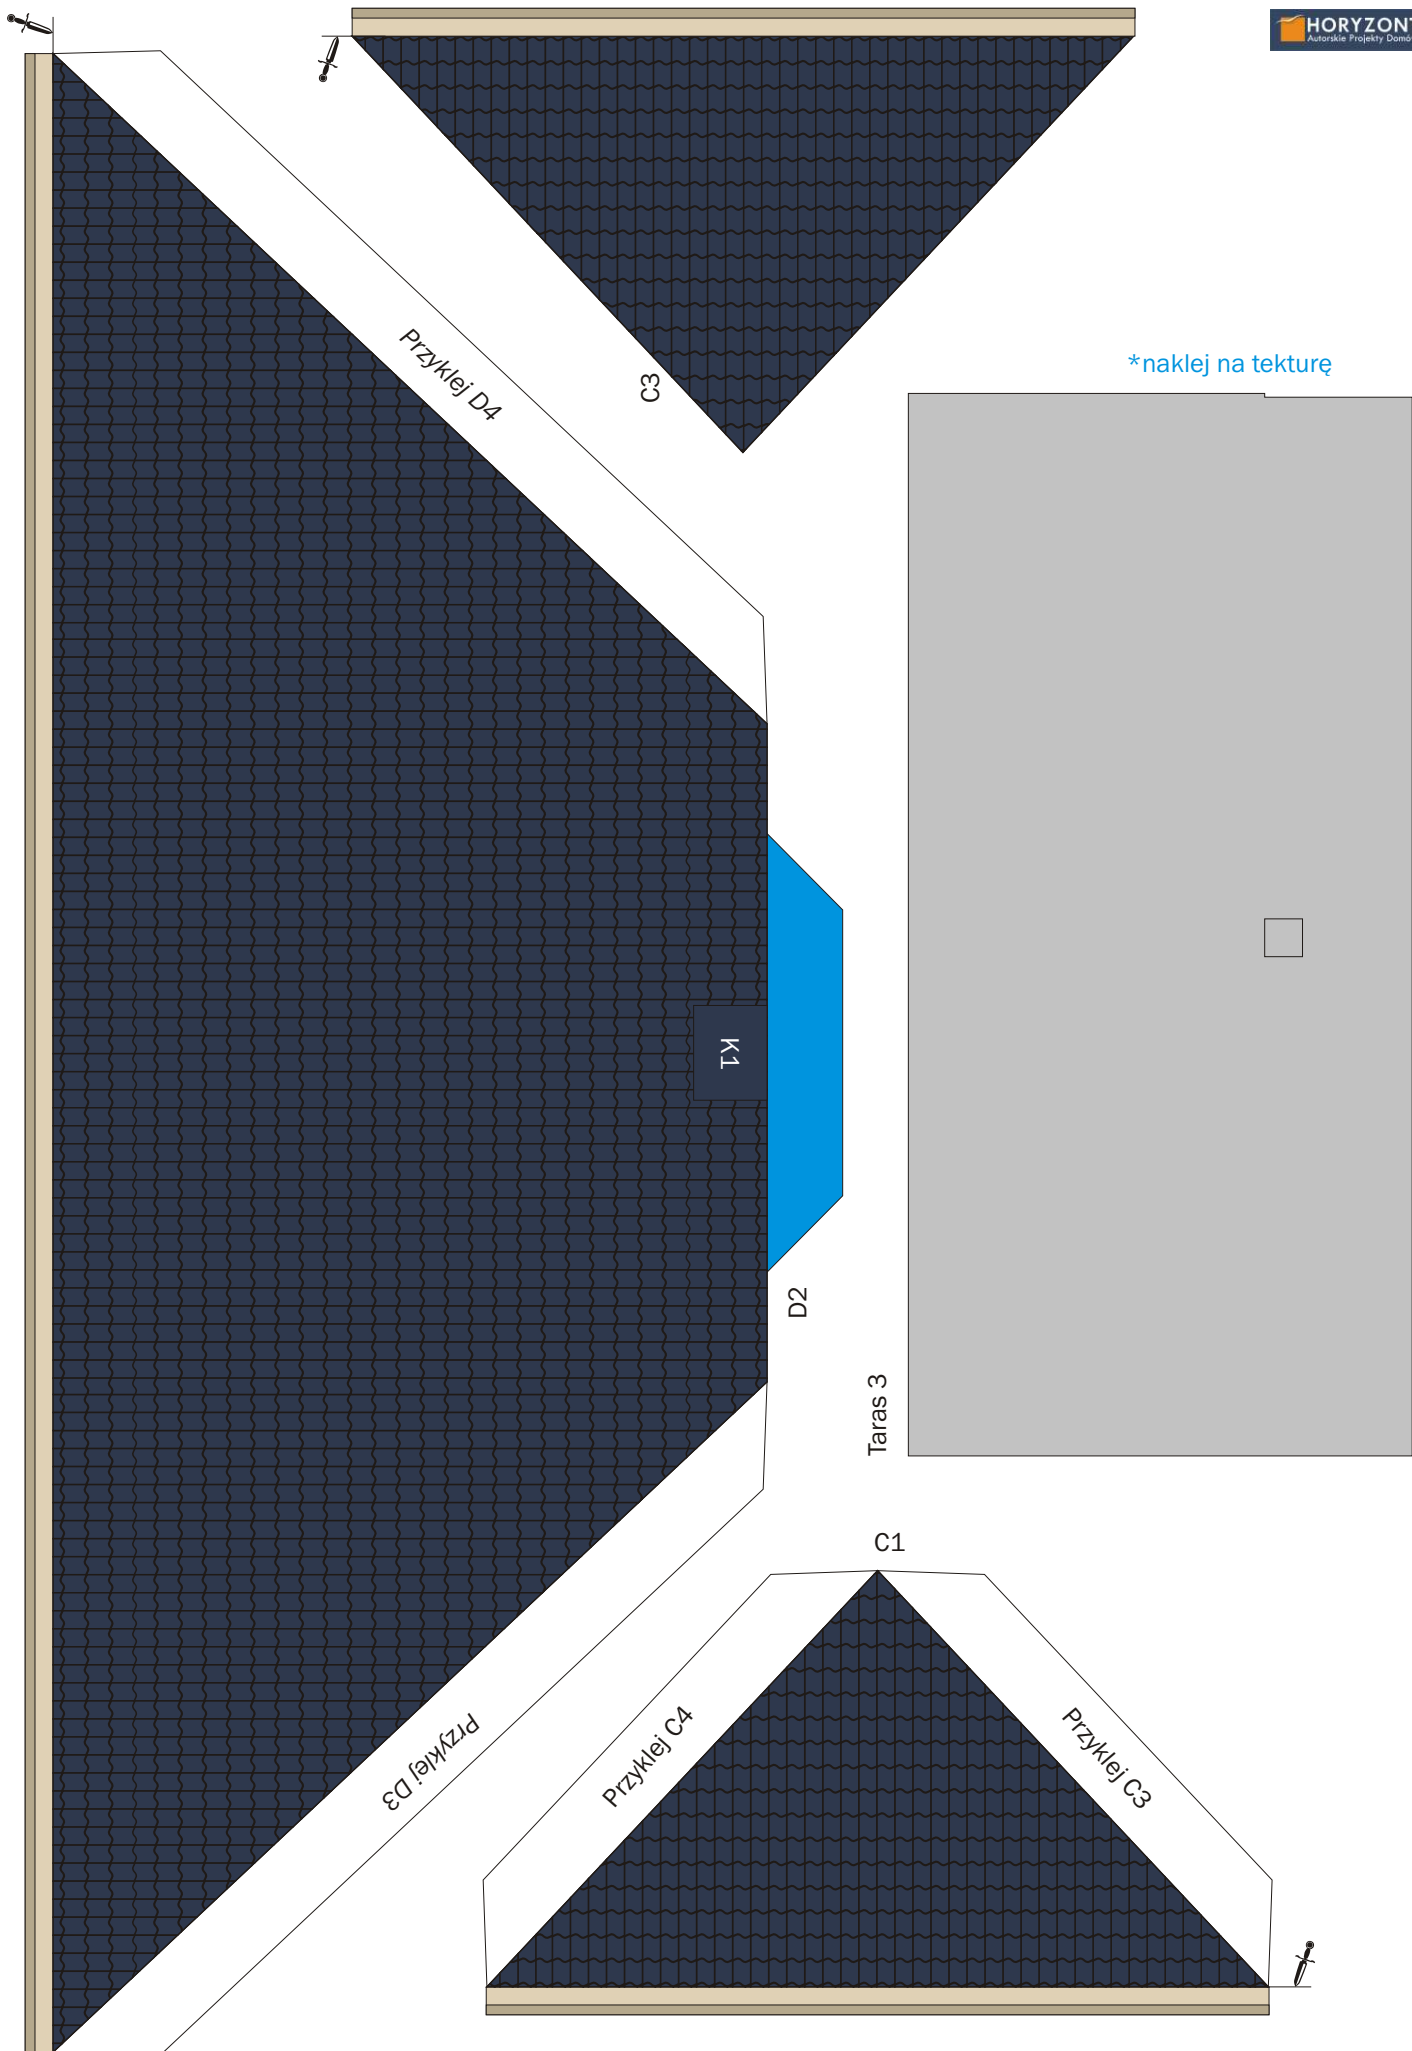 HORYZONT
Autorskie Projekty Domó
Przyklej D4
C3
*naklej na tekturę
K1
D2
Taras 3
C1
Przyklej D3
Przyklej C4
Przyklej C3